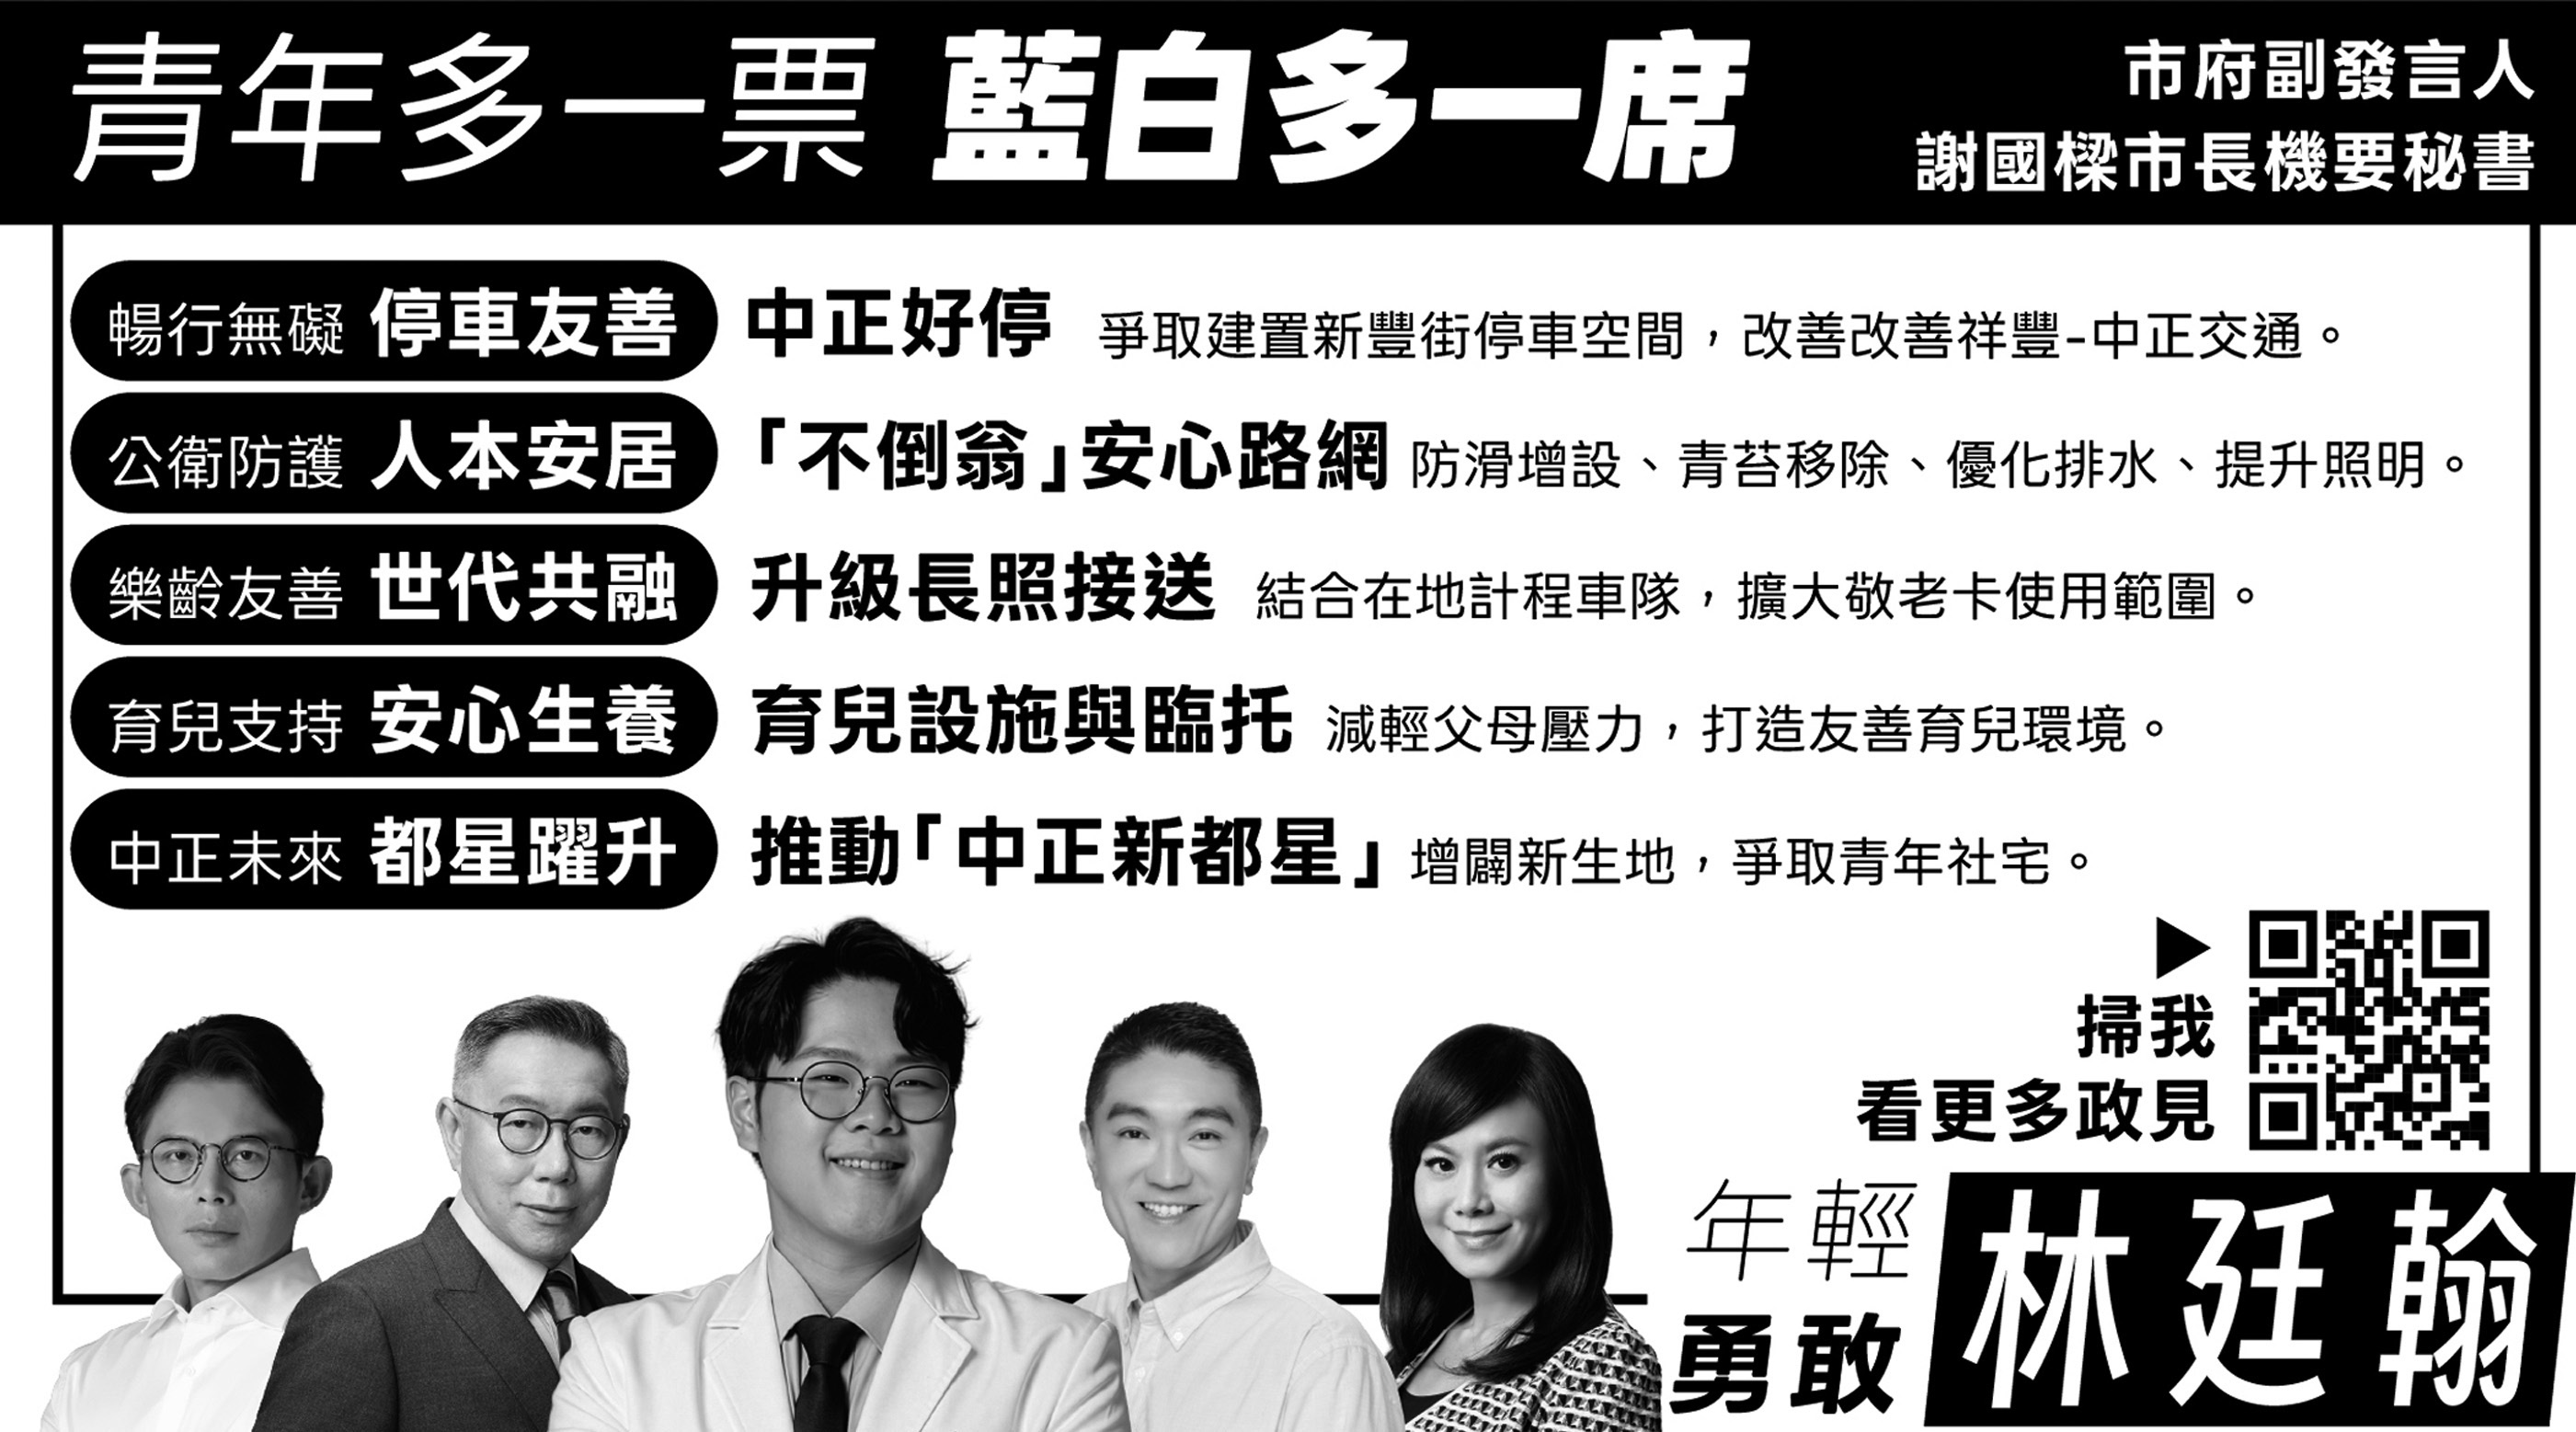 青年多一票 藍白多一席
市府副發言人
謝國樑市長機要秘書
暢行無礙 停車友善 中正好停 爭取建置新豐街停車空間，改善改善祥豐-中正交通。
公衛防護 人本安居 「不倒翁」安心路網 防滑增設、青苔移除、優化排水、提升照明。
樂齡友善 世代共融 升級長照接送 結合在地計程車隊，擴大敬老卡使用範圍。
育兒支持 安心生養 育兒設施與臨托 減輕父母壓力，打造友善育兒環境。
中正未來 都星躍升 推動「中正新都星」 增闢新生地，爭取青年社宅。
掃我
看更多政見
年輕
勇敢
林廷翰